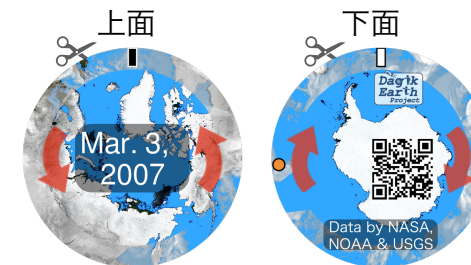 上面
下面
Mar. 3,
2007
Dagik
Earth
Project
Data by NASA,
NOAA & USGS